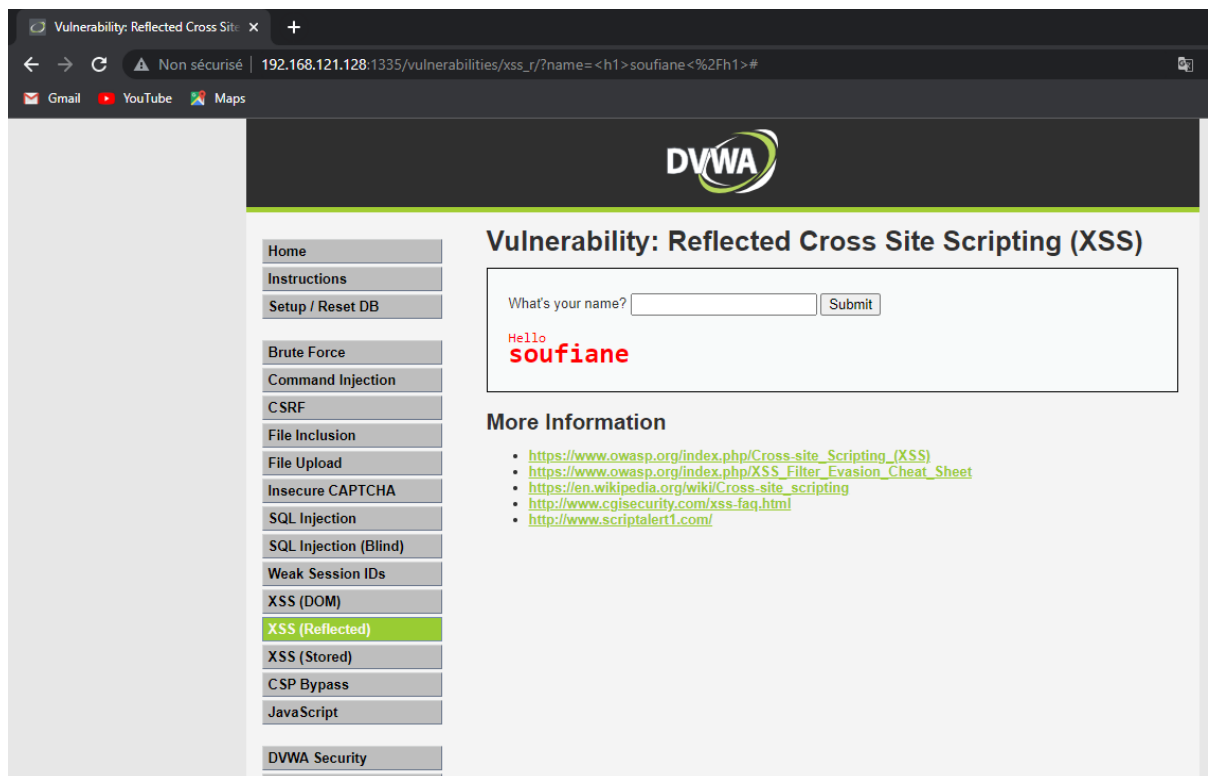 Vulnerability: Reflected Cross Site
Non sécurisé | 192.168.121.128:1335/vulnerabilities/xss_r/?name=<h1>soufiane<%2Fh1>#
Gmail YouTube Maps
DVWA
Home
Instructions
Setup / Reset DB
Brute Force
Command Injection
CSRF
File Inclusion
File Upload
Insecure CAPTCHA
SQL Injection
SQL Injection (Blind)
Weak Session IDs
XSS (DOM)
XSS (Reflected)
XSS (Stored)
CSP Bypass
JavaScript
DVWA Security
Vulnerability: Reflected Cross Site Scripting (XSS)
What's your name? Submit
Hello
soufiane
More Information
https://www.owasp.org/index.php/Cross-site_Scripting_(XSS)
https://www.owasp.org/index.php/XSS_Filter_Evasion_Cheat_Sheet
https://en.wikipedia.org/wiki/Cross-site_scripting
http://www.cgisecurity.com/xss-faq.html
http://www.scriptalert1.com/